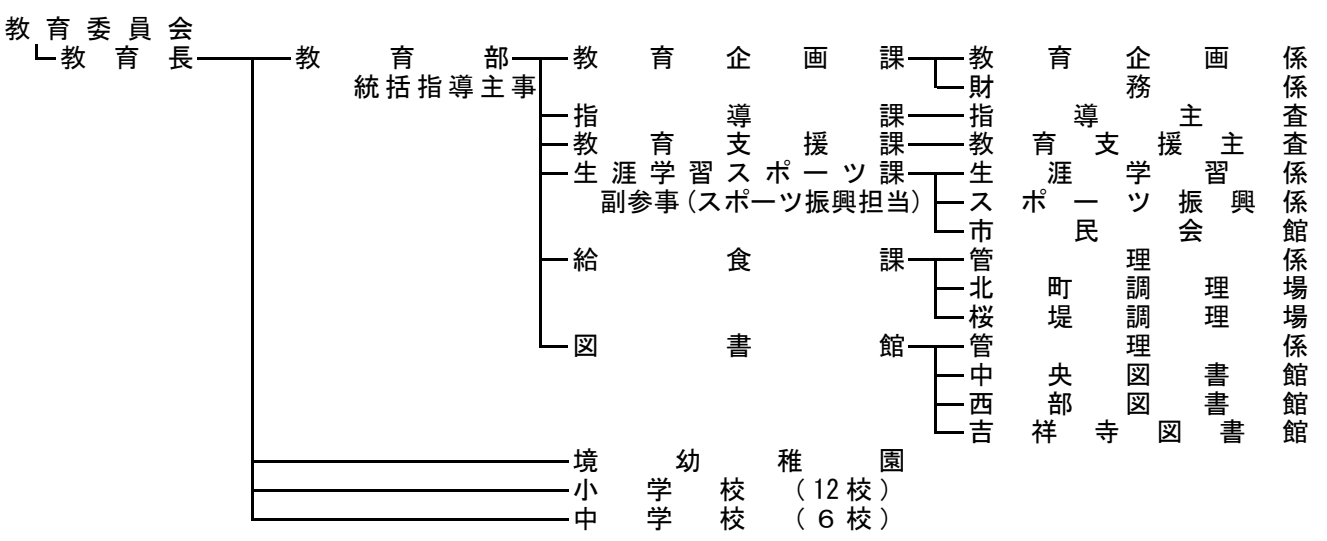 教育委員会
教育長 教育部 教育企画課 教育企画係
統括指導主事 財務係
指導課 指導主査
教育支援課 教育支援主査
生涯学習スポーツ課 生涯学習係
副参事(スポーツ振興担当) スポーツ振興係
市民会館
給食課 管理係
北町調理場
桜堤調理場
図書館 管理係
中央図書館
西部図書館
吉祥寺図書館
境幼稚園
小学校(12校)
中学校(6校)